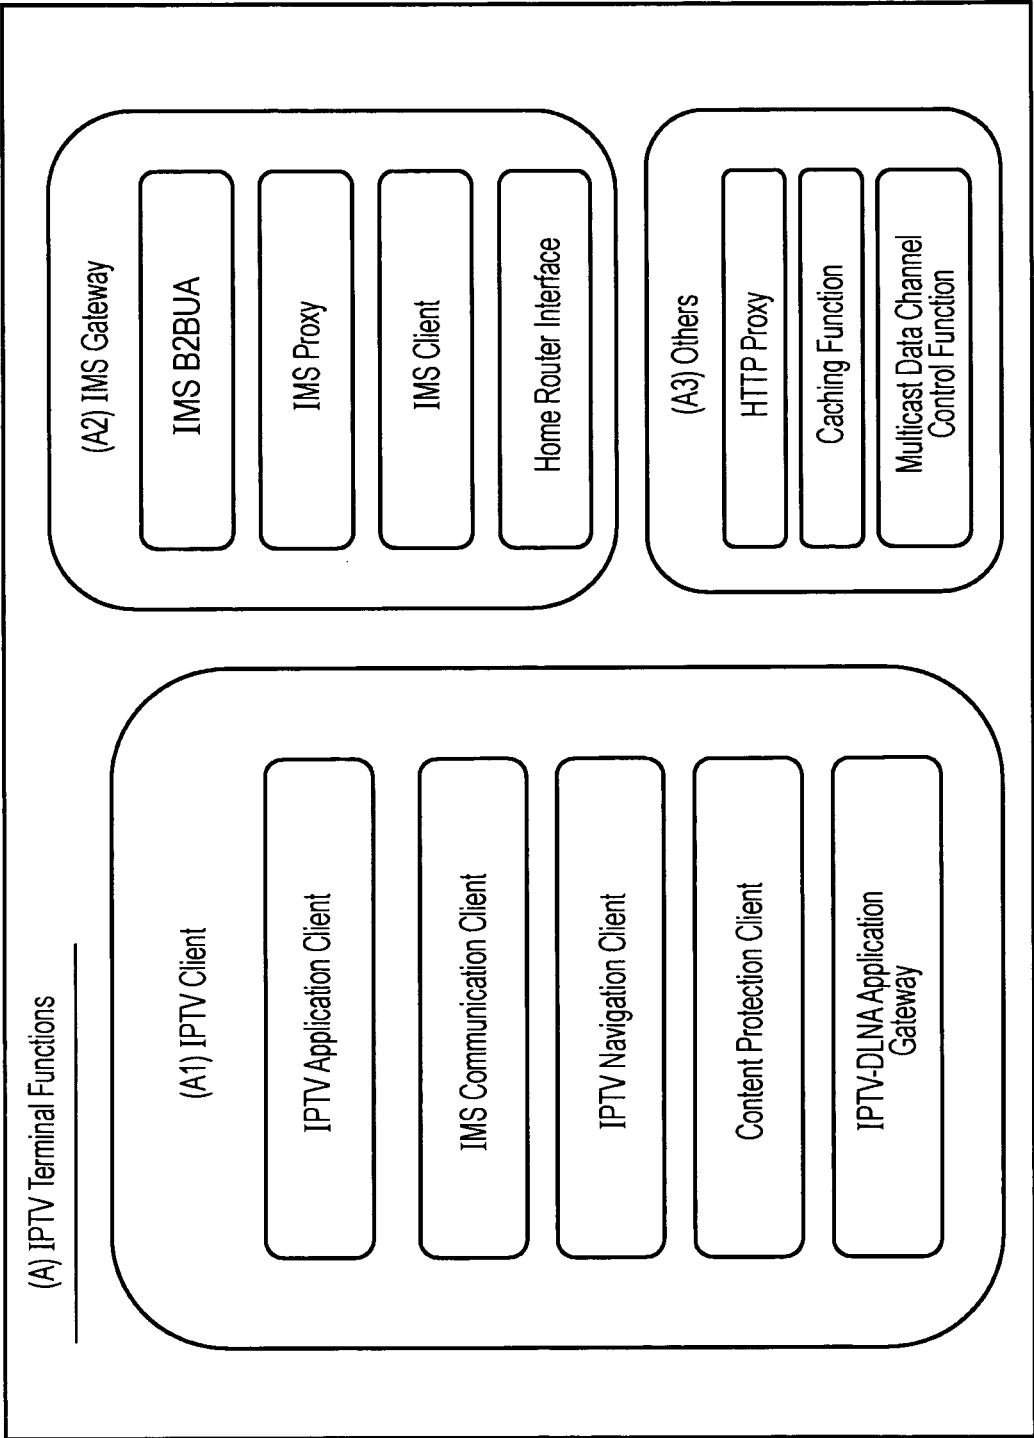 (A) IPTV Terminal Functions
(A1) IPTV Client
IPTV Application Client
IMS Communication Client
IPTV Navigation Client
Content Protection Client
IPTV-DLNA Application
Gateway
(A2) IMS Gateway
IMS B2BUA
IMS Proxy
IMS Client
Home Router Interface
(A3) Others
HTTP Proxy
Caching Function
Multicast Data Channel
Control Function